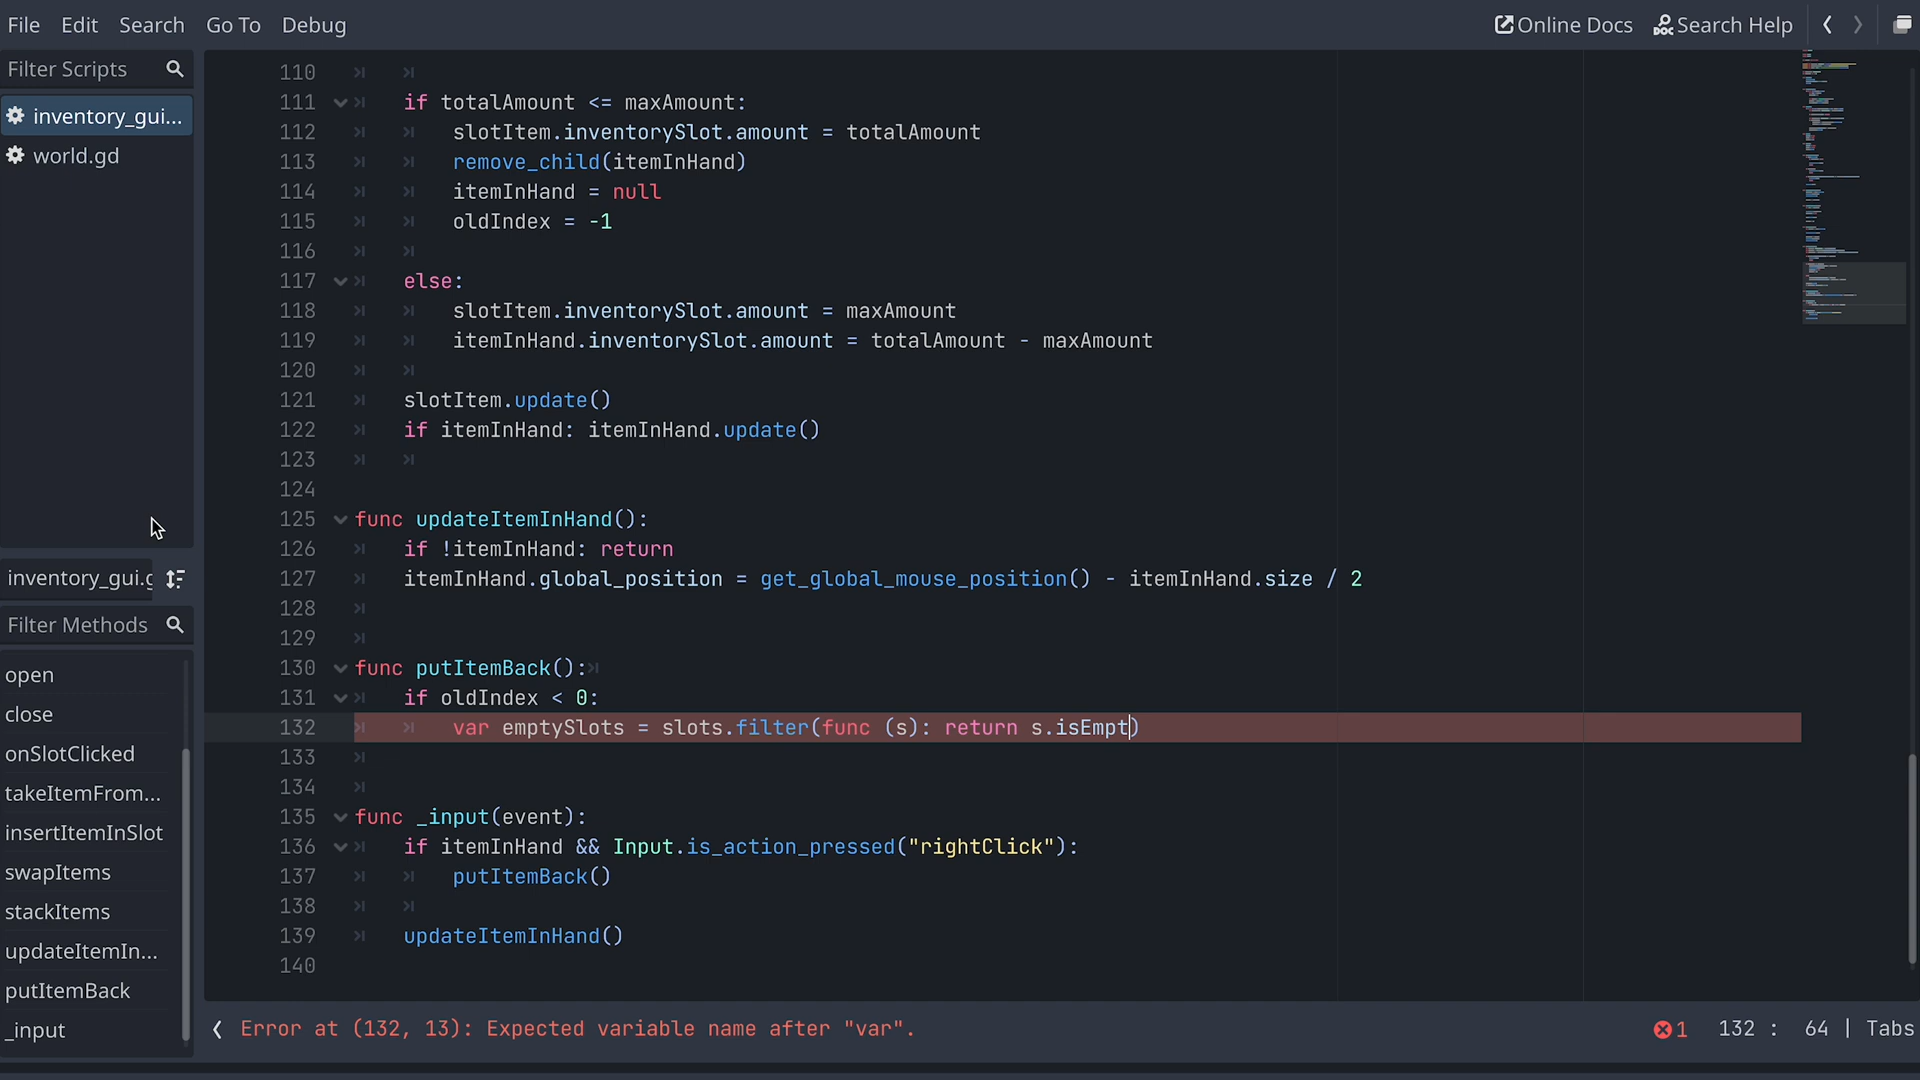 File Edit Search Go To Debug Online Docs Search Help
Filter Scripts
inventory_gui...
world.gd
inventory_gui.g
Filter Methods
open
close
onSlotClicked
takeItemFrom...
insertItemInSlot
swapItems
stackItems
updateItemIn...
putItemBack
_input
110
111 if totalAmount <= maxAmount:
112 slotItem.inventorySlot.amount = totalAmount
113 remove_child(itemInHand)
114 itemInHand = null
115 oldIndex = -1
116
117 else:
118 slotItem.inventorySlot.amount = maxAmount
119 itemInHand.inventorySlot.amount = totalAmount - maxAmount
120
121 slotItem.update()
122 if itemInHand: itemInHand.update()
123
124
125 func updateItemInHand():
126 if !itemInHand: return
127 itemInHand.global_position = get_global_mouse_position() - itemInHand.size / 2
128
129
130 func putItemBack():
131 if oldIndex < 0:
132 var emptySlots = slots.filter(func (s): return s.isEmpt)
133
134
135 func _input(event):
136 if itemInHand && Input.is_action_pressed("rightClick"):
137 putItemBack()
138
139 updateItemInHand()
140
Error at (132, 13): Expected variable name after "var". 1 132 : 64 | Tabs